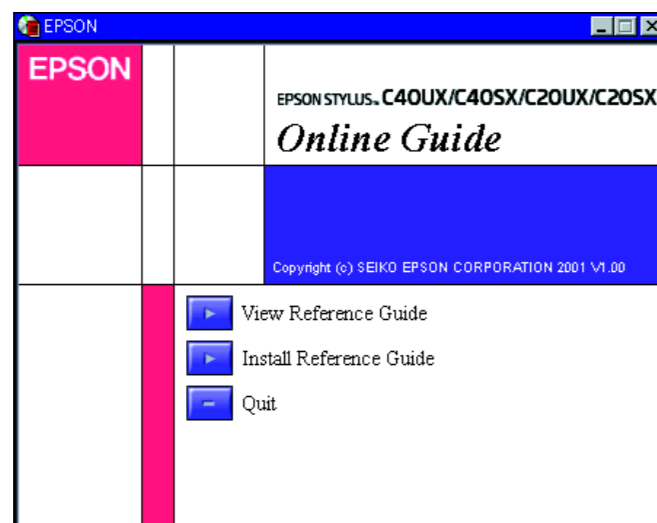 EPSON
EPSON
EPSON STYLUS™ C40UX/C40SX/C20UX/C20SX
Online Guide
Copyright (c) SEIKO EPSON CORPORATION 2001 V1.00
View Reference Guide
Install Reference Guide
Quit